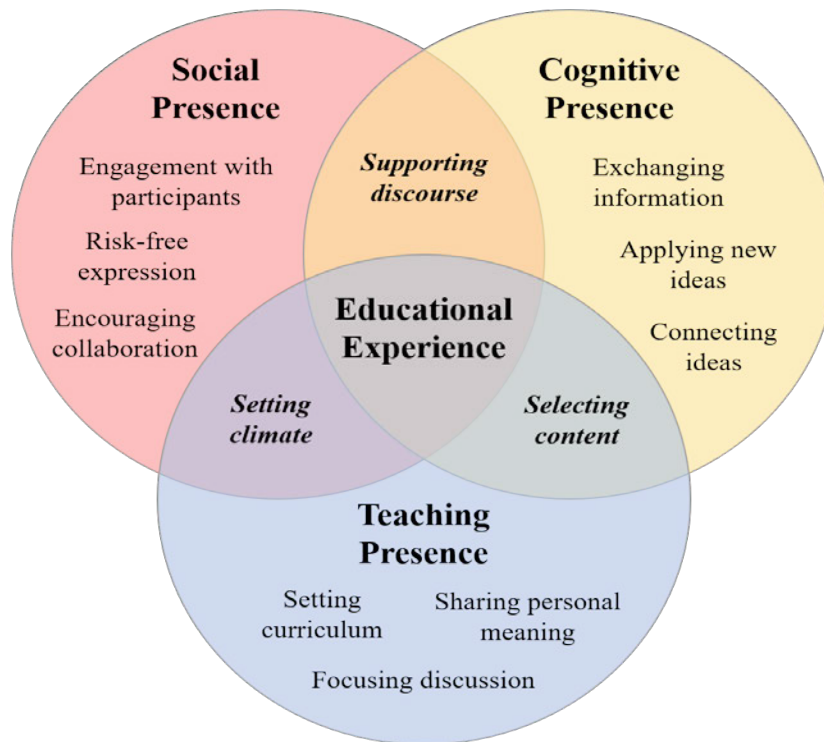 Social
Presence
Engagement with
participants
Risk-free
expression
Encouraging
collaboration
Supporting
discourse
Cognitive
Presence
Exchanging
information
Applying new
ideas
Connecting
ideas
Educational
Experience
Setting
climate
Selecting
content
Teaching
Presence
Setting
curriculum
Sharing personal
meaning
Focusing discussion